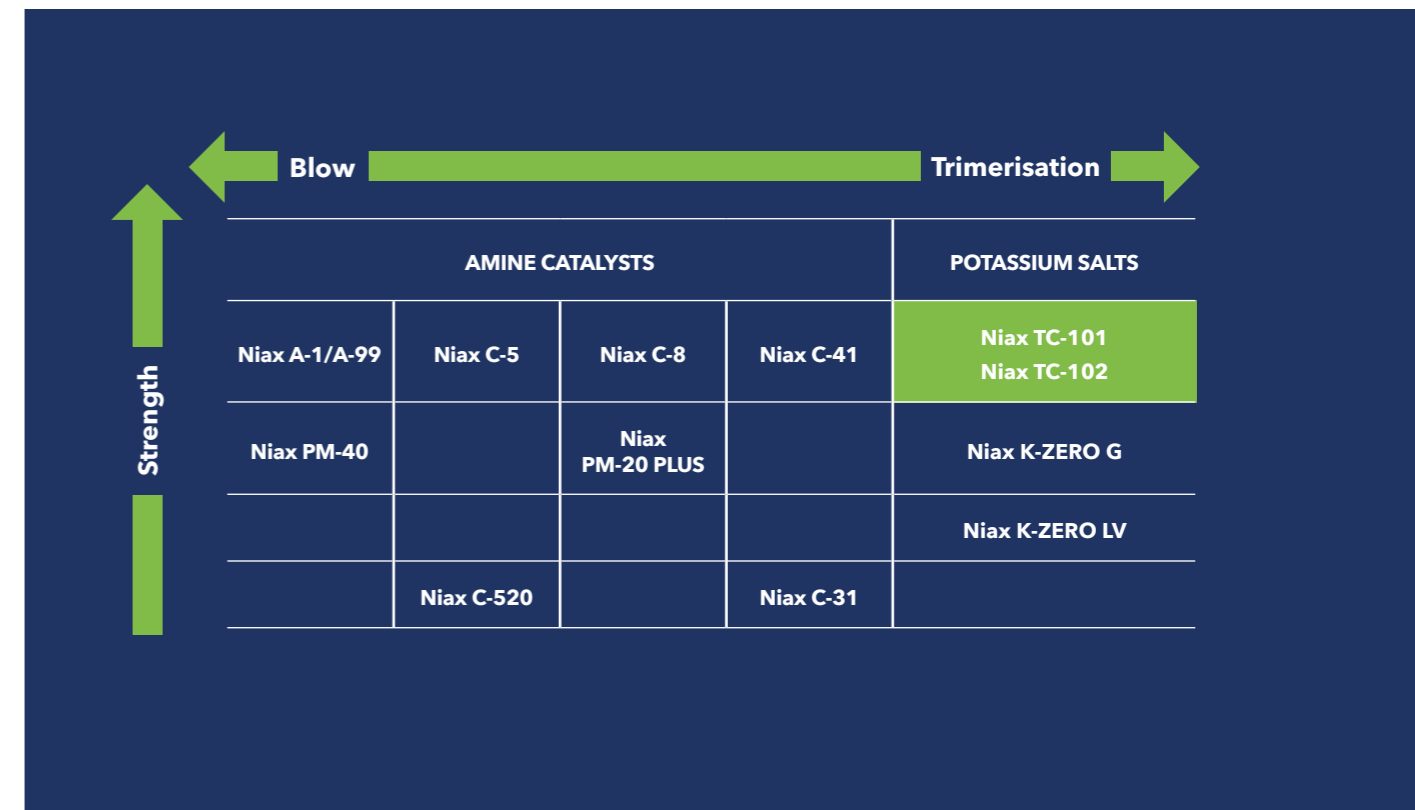 Blow
Trimerisation
Strength
AMINE CATALYSTS
POTASSIUM SALTS
Niax A-1/A-99
Niax C-5
Niax C-8
Niax C-41
Niax TC-101
Niax TC-102
Niax PM-40
Niax
PM-20 PLUS
Niax K-ZERO G
Niax K-ZERO LV
Niax C-520
Niax C-31